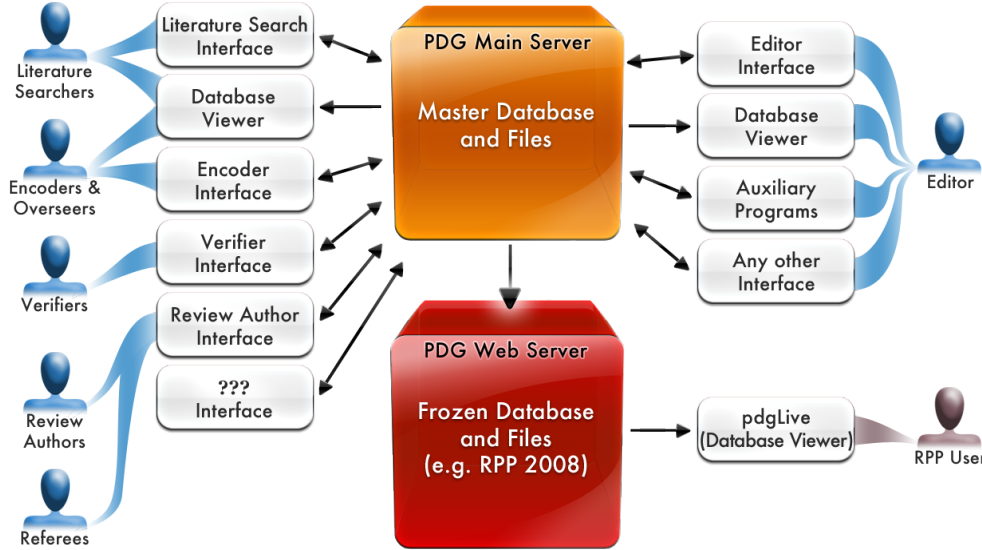 Literature
Searchers
Encoders &
Overseers
Verifiers
Review
Authors
Referees
Literature Search
Interface
Database
Viewer
Encoder
Interface
Verifier
Interface
Review Author
Interface
???
Interface
PDG Main Server
Master Database
and Files
PDG Web Server
Frozen Database
and Files
(e.g. RPP 2008)
Editor
Interface
Database
Viewer
Auxiliary
Programs
Any other
Interface
Editor
pdgLive
(Database Viewer)
RPP User